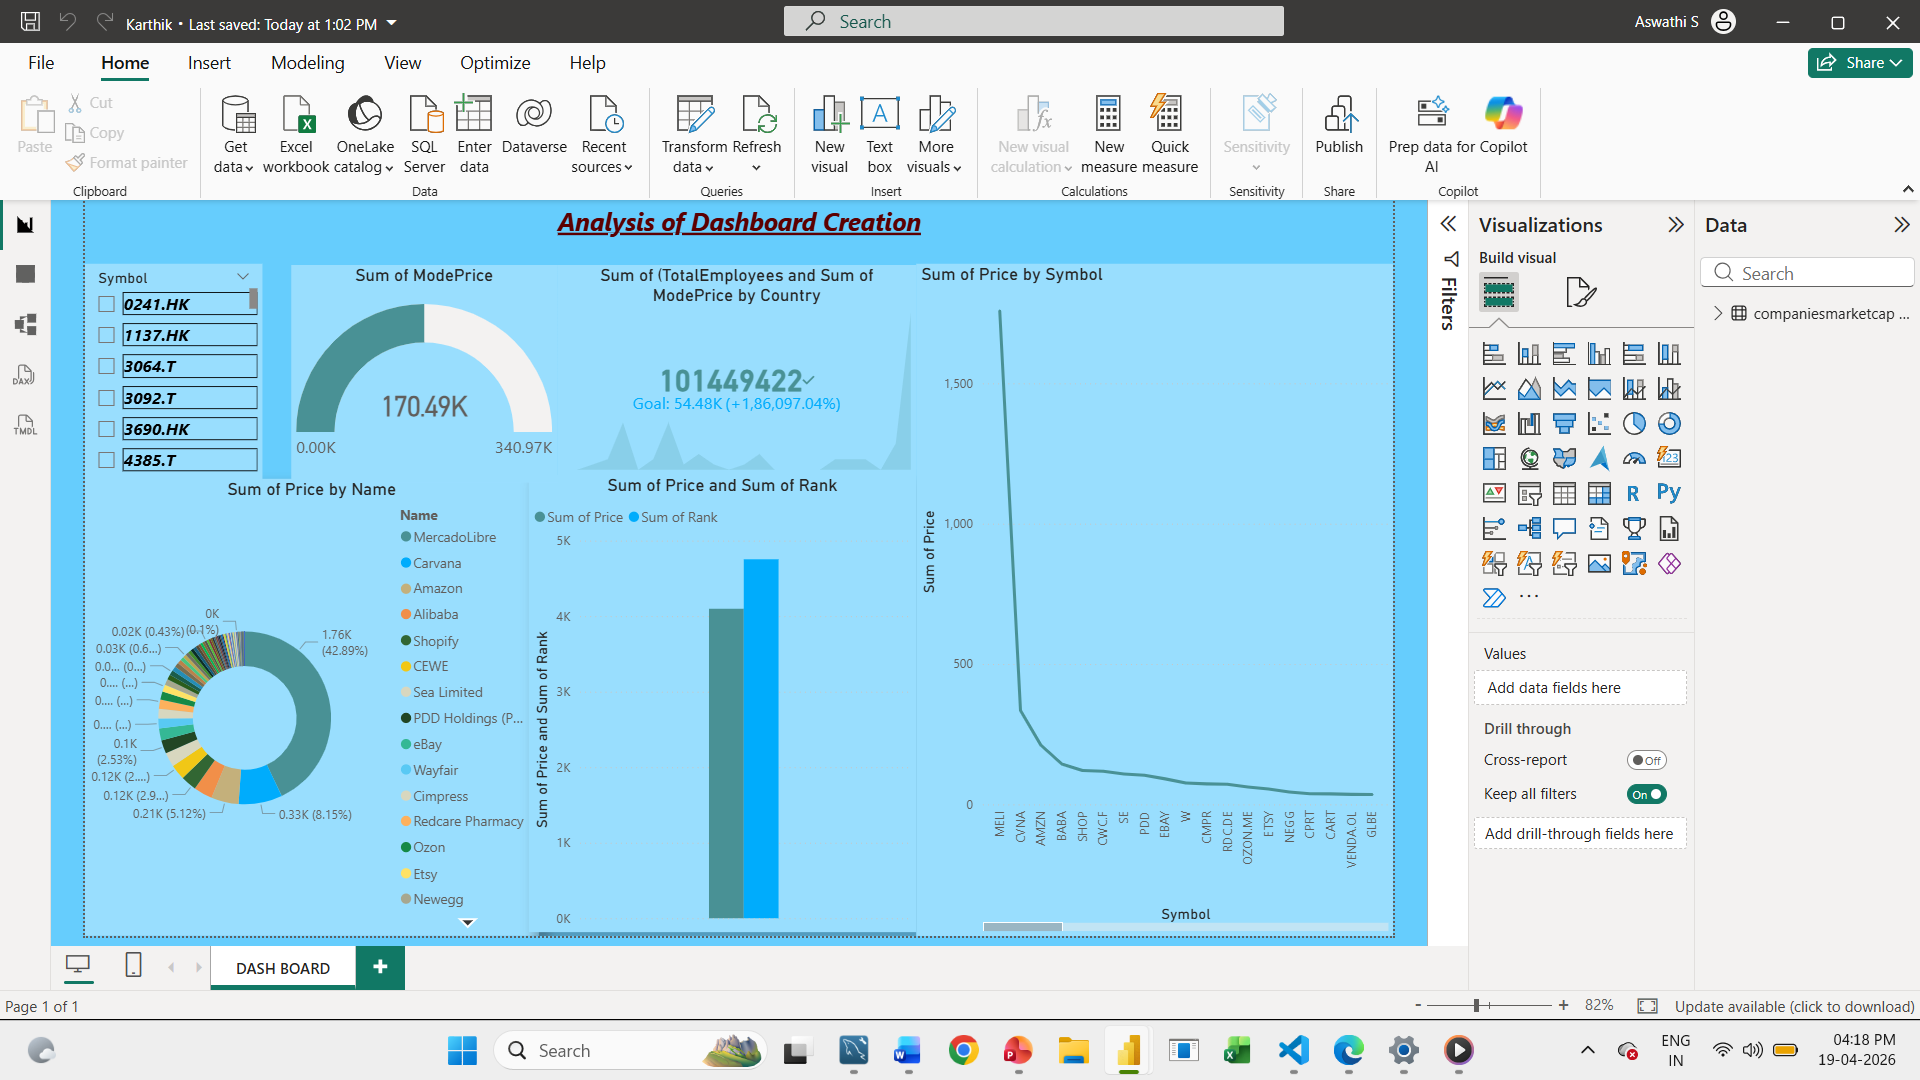 Karthik • Last saved: Today at 1:02 PM
Search
Aswathi S
File
Home
Insert
Modeling
View
Optimize
Help
Share
Paste
Cut
Copy
Format painter
Clipboard
Get data
Excel workbook
OneLake catalog
SQL Server
Enter data
Dataverse
Recent sources
Data
Transform data
Refresh
Queries
New visual
Text box
More visuals
Insert
New visual calculation
New measure
Quick measure
Calculations
Sensitivity
Sensitivity
Publish
Share
Prep data for AI
Copilot
Copilot
Analysis of Dashboard Creation
Symbol
0241.HK
1137.HK
3064.T
3092.T
3690.HK
4385.T
Sum of ModePrice
170.49K
0.00K
340.97K
Sum of (TotalEmployees and Sum of
ModePrice by Country
101449422
Goal: 54.48K (+1,86,097.04%)
Sum of Price by Symbol
Sum of Price
1,500
1,000
500
0
MELI
CVNA
AMZN
BABA
SHOP
CWC.F
SE
PDD
EBAY
W
CMPR
RDC.DE
OZON.ME
ETSY
NEGG
CPRT
CART
VENDA.OL
GLBE
Symbol
Sum of Price by Name
0K
(0.1%)
0.02K (0.43%)
0.03K (0.6...)
0.0... (0...)
0.... (...)
0.... (...)
0.... (...)
0.1K
(2.53%)
0.12K (2....)
0.12K (2.9...)
0.21K (5.12%)
0.33K (8.15%)
1.76K
(42.89%)
Name
MercadoLibre
Carvana
Amazon
Alibaba
Shopify
CEWE
Sea Limited
PDD Holdings (P...
eBay
Wayfair
Cimpress
Redcare Pharmacy
Ozon
Etsy
Newegg
Sum of Price and Sum of Rank
Sum of Price
Sum of Rank
Sum of Price and Sum of Rank
5K
4K
3K
2K
1K
0K
Filters
Visualizations
Build visual
Values
Add data fields here
Drill through
Cross-report
Off
Keep all filters
On
Add drill-through fields here
Data
Search
companiesmarketcap ...
DAX
TMDL
123
R
Py
DASH BOARD
Page 1 of 1
82%
Update available (click to download)
Search
ENG
IN
04:18 PM
19-04-2026